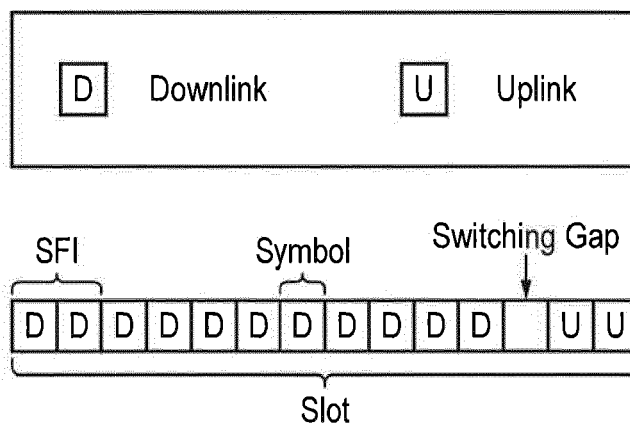 D Downlink U Uplink
SFI Symbol Switching Gap
D D D D D D D D D D D U U
Slot